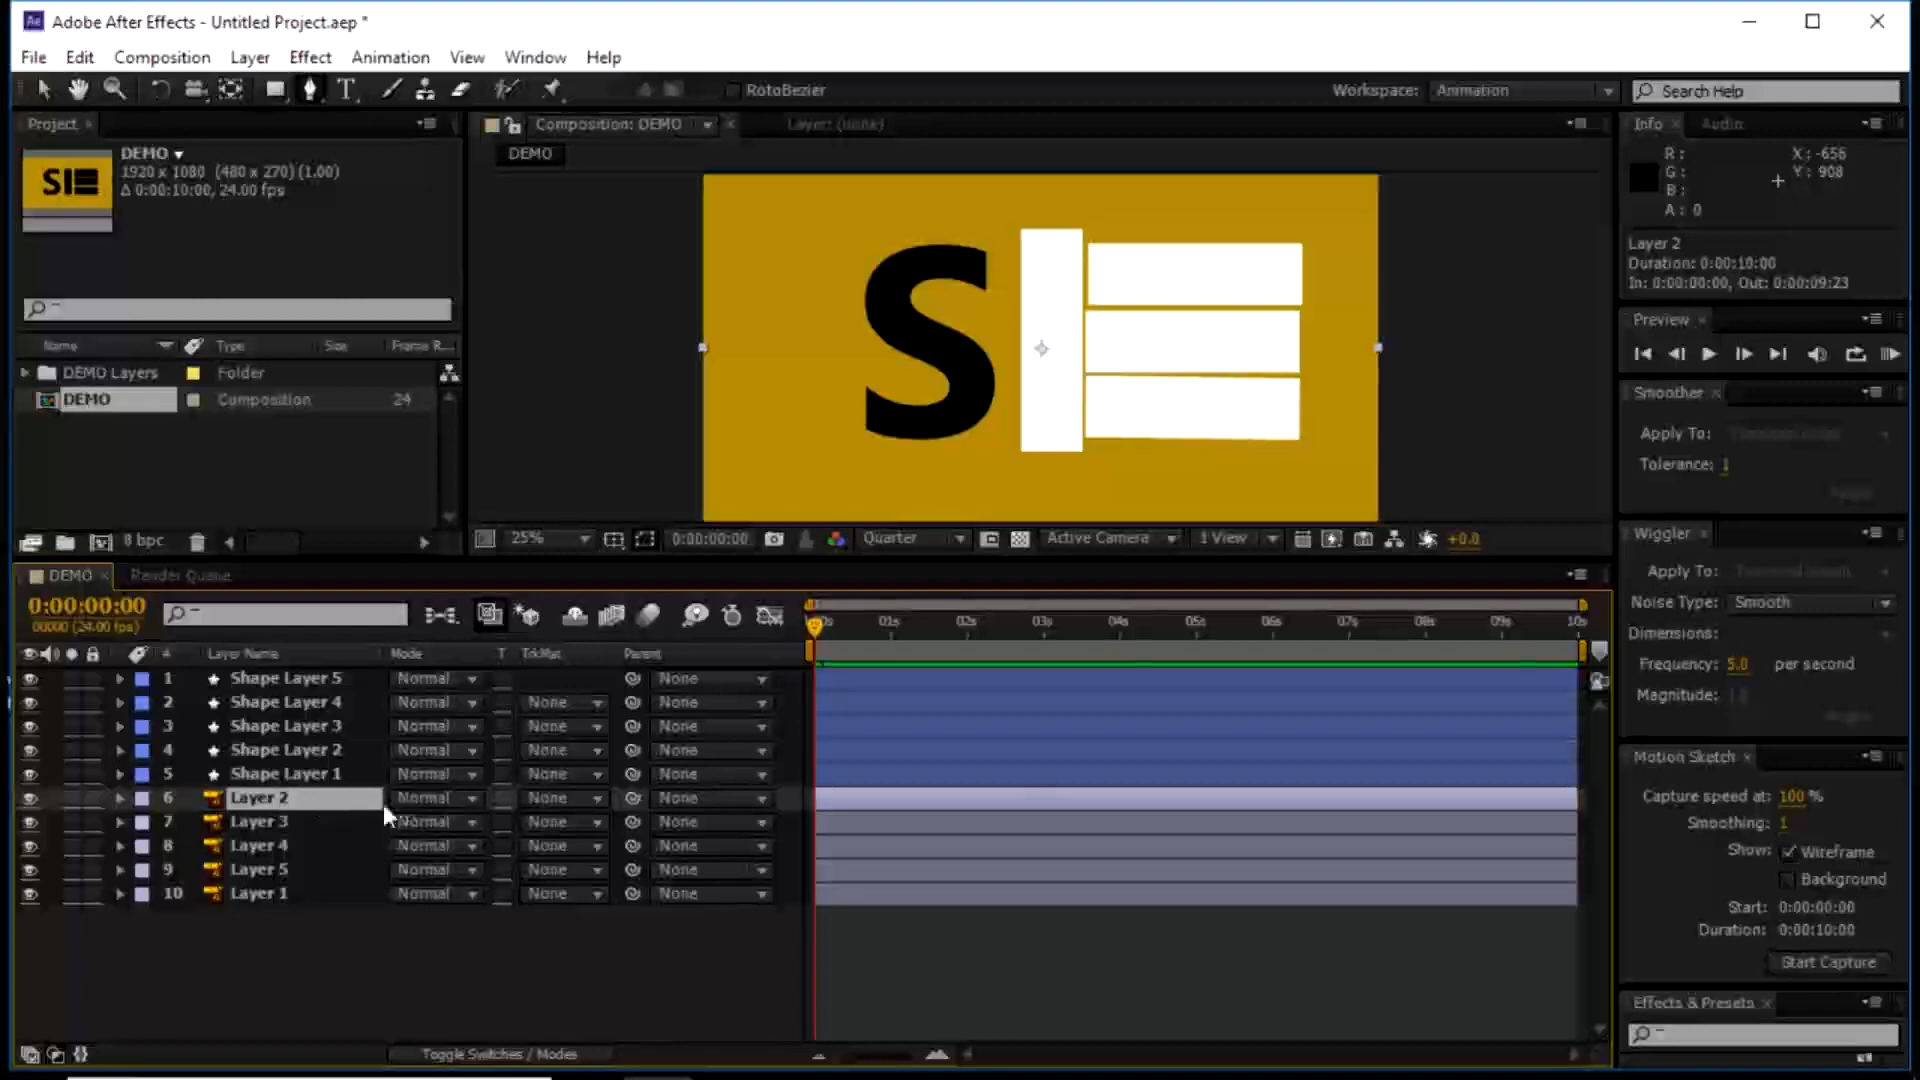 Adobe After Effects - Untitled Project.aep *
File Edit Composition Layer Effect Animation View Window Help
RotoBezier Workspace: Animation Search Help
Project Composition: DEMO Layer: (none) Info Audio
DEMO
1920 x 1080 (480 x 270) (1.00)
Δ 0:00:10:00, 24.00 fps
SIE
DEMO
S
R: X: -656
G: Y: 908
B:
A: 0
Layer 2
Duration: 0:00:10:00
In: 0:00:00:00, Out: 0:00:09:23
Preview
Name Type Size Frame R...
DEMO Layers Folder
DEMO Composition 24
Smoother
Apply To:
Tolerance: 1
8 bpc
25% 0:00:00:00 Quarter Active Camera 1 View +0.0
Wiggler
Apply To:
Noise Type: Smooth
Dimensions:
Frequency: 5.0 per second
Magnitude:
DEMO Render Queue
0:00:00:00
00000 (24.00 fps)
01s 02s 03s 04s 05s 06s 07s 08s 09s 10s
# Layer Name Mode T TrkMat Parent
1 Shape Layer 5 Normal None
2 Shape Layer 4 Normal None None
3 Shape Layer 3 Normal None None
4 Shape Layer 2 Normal None None
5 Shape Layer 1 Normal None None
6 Layer 2 Normal None None
7 Layer 3 Normal None None
8 Layer 4 Normal None None
9 Layer 5 Normal None None
10 Layer 1 Normal None None
Toggle Switches / Modes
Motion Sketch
Capture speed at: 100 %
Smoothing: 1
Show: Wireframe
Background
Start: 0:00:00:00
Duration: 0:00:10:00
Start Capture
Effects & Presets